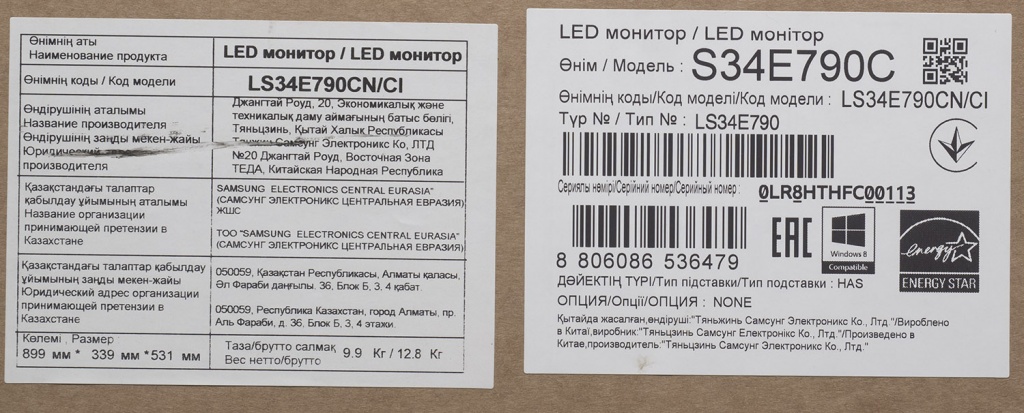 Өнімнің аты
Наименование продукта
LED монитор / LED монитор
Өнімнің коды / Код модели
LS34E790CN/CI
Өндірушінің аталымы
Название производителя
Өндірушінің заңды мекен-жайы
Юридический
производителя
Джангтай Роуд, 20, Экономикалық және
техникалық даму аймағының батыс бөлігі,
Тяньцзинь, Қытай Халық Республикасы
Самсунг Электроникс Ко, ЛТД
№20 Джангтай Роуд, Восточная Зона
ТЕДА, Китайская Народная Республика
Қазақстандағы талаптар
қабылдау ұйымының аталымы
Название организации
принимающей претензии в
Казахстане
SAMSUNG ELECTRONICS CENTRAL EURASIA"
(САМСУНГ ЭЛЕКТРОНИКС ЦЕНТРАЛЬНАЯ ЕВРАЗИЯ)
ЖШС
ТОО "SAMSUNG ELECTRONICS CENTRAL EURASIA"
(САМСУНГ ЭЛЕКТРОНИКС ЦЕНТРАЛЬНАЯ ЕВРАЗИЯ)
Қазақстандағы талаптар қабылдау
ұйымының заңды мекен-жайы
Юридический адрес организации
принимающей претензии в
Казахстане
050059, Қазақстан Республикасы, Алматы қаласы,
Әл Фараби даңғылы. 36, Блок Б, 3, 4 қабат.
050059, Республика Казахстан, город Алматы, пр.
Аль Фараби, д. 36, Блок Б, 3, 4 этажи.
Көлемі , Размер
899 мм * 339 мм *531 мм
Таза/брутто салмақ
Вес нетто/брутто
9.9 Кг / 12.8 Кг
LED монитор / LED монітор
Өнім / Модель : S34E790C
Өнімнің коды/Код моделі/Код модели : LS34E790CN/CI
Түр № / Тип № : LS34E790
Сериялы нөмірі/Серійний номер/Серийный номер :
0LR8HTHFC00113
EAC
Windows 8
Compatible
energy
ENERGY STAR
8 806086 536479
ДӘЙЕКТІҢ ТҮРІ/Тип підставки/Тип подставки : HAS
ОПЦИЯ/Опції/ОПЦИЯ : NONE
Қытайда жасалған,өндіруші:"Тяньжинь Самсунг Электроникс Ко., Лтд "/Вироблено
в Китаї,виробник:"Тяньцзинь Самсунг Електронікс Ко., Лтд."/Произведено в
Китае,производитель:"Тяньцзинь Самсунг Электроникс Ко., Лтд."